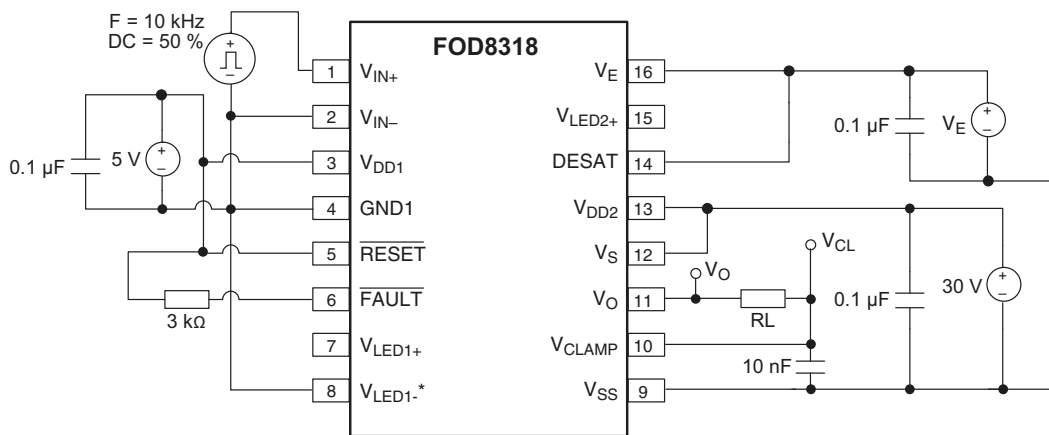 F = 10 kHz
DC = 50 %
FOD8318
1 V_IN+
2 V_IN–
3 V_DD1
4 GND1
5 RESET
6 FAULT
7 V_LED1+
8 V_LED1-*
V_E 16
V_LED2+ 15
DESAT 14
V_DD2 13
V_S 12
V_O 11
V_CLAMP 10
V_SS 9
0.1 µF
5 V
+
–
+
–
3 kΩ
0.1 µF
V_E
+
–
V_CL
V_O
RL
0.1 µF
30 V
+
–
10 nF